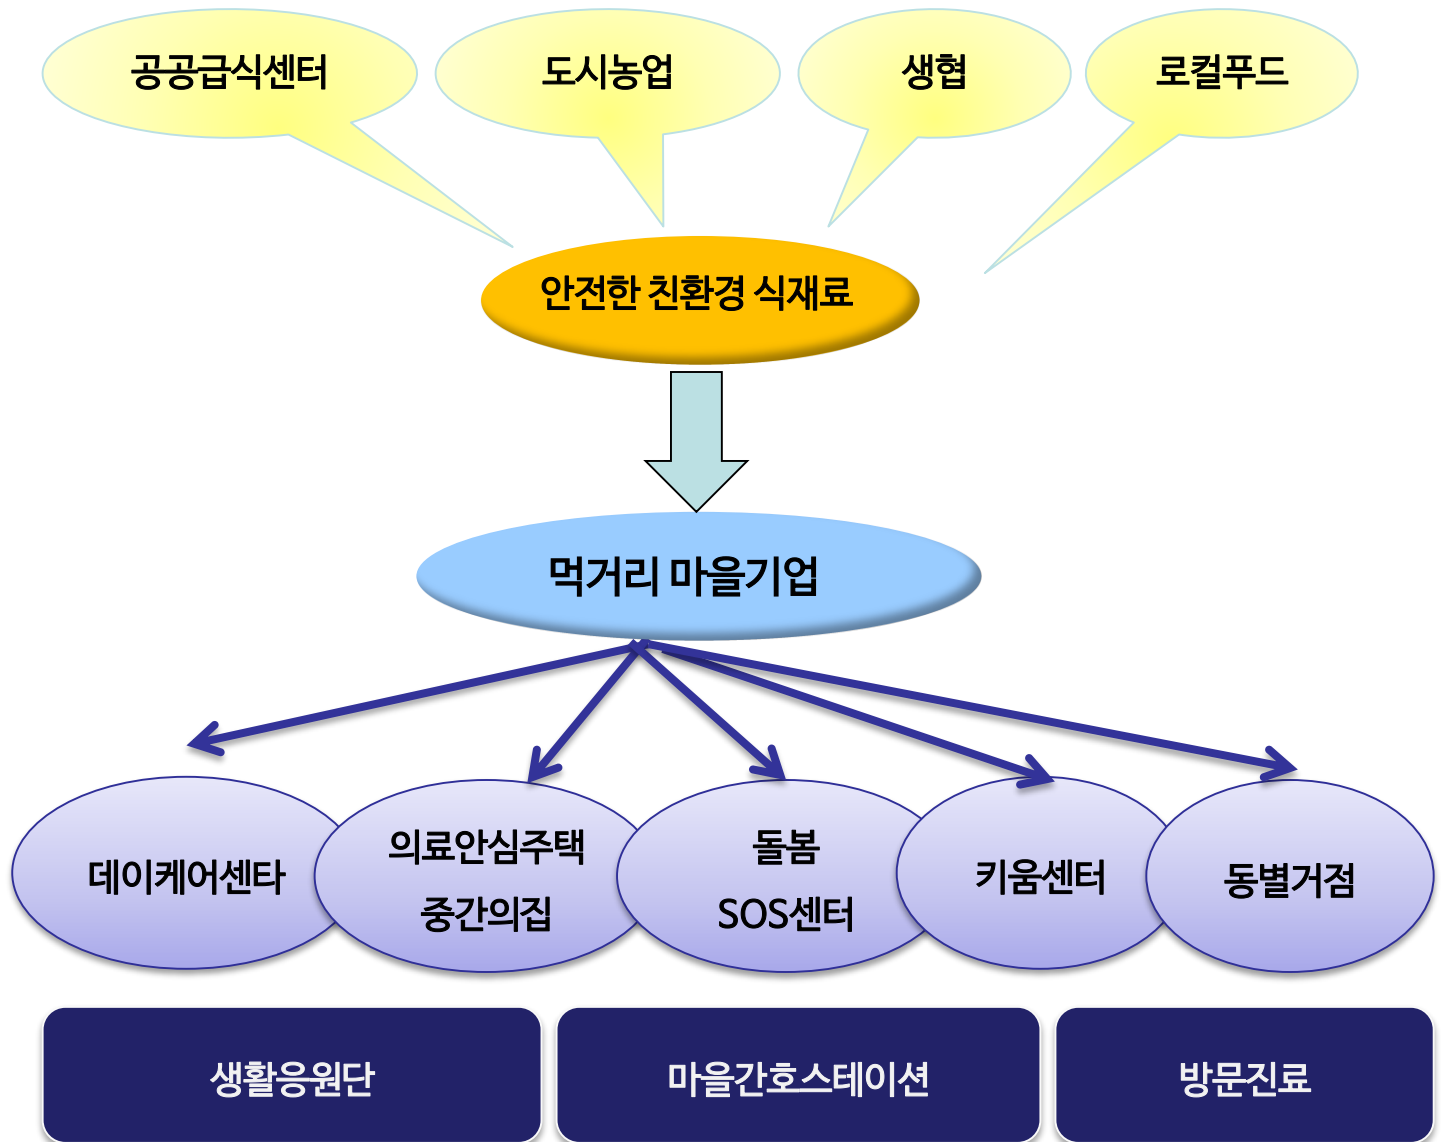 공공급식센터
도시농업
생협
로컬푸드
안전한 친환경 식재료
먹거리 마을기업
데이케어센타
의료안심주택
중간의집
돌봄
SOS센터
키움센터
동별거점
생활응원단
마을간호스테이션
방문진료